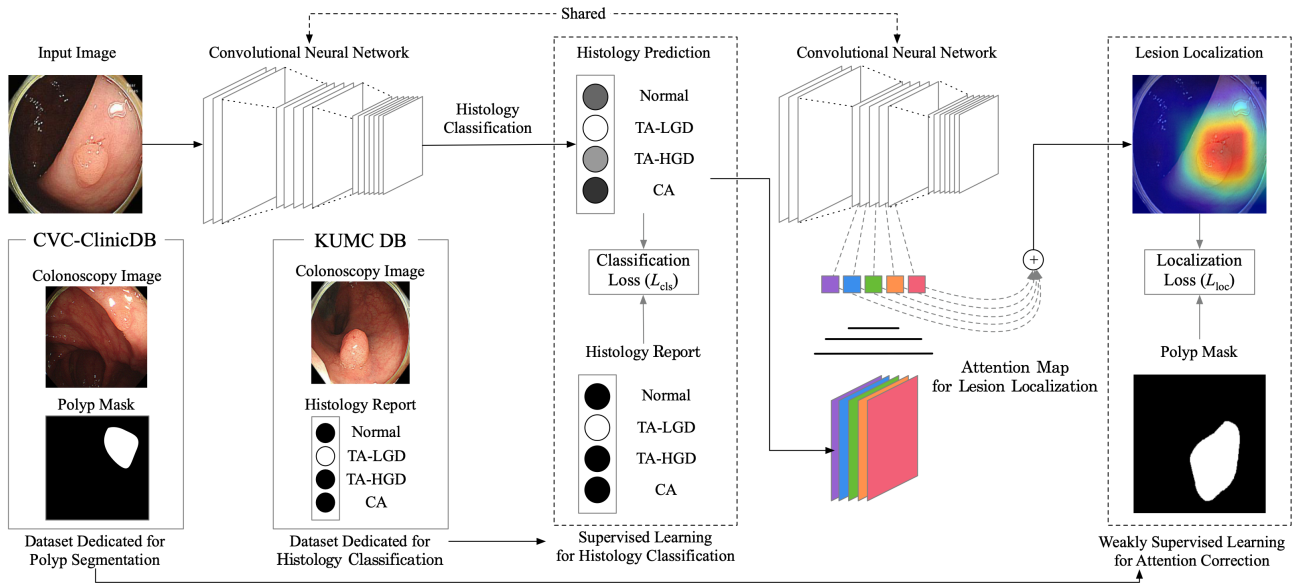 Shared
Input Image
Convolutional Neural Network
Histology
Classification
Histology Prediction
Normal
TA-LGD
TA-HGD
CA
Classification
Loss (Lcls)
Histology Report
Normal
TA-LGD
TA-HGD
CA
Supervised Learning
for Histology Classification
Convolutional Neural Network
+
Attention Map
for Lesion Localization
Lesion Localization
Localization
Loss (Lloc)
Polyp Mask
Weakly Supervised Learning
for Attention Correction
CVC-ClinicDB
Colonoscopy Image
Polyp Mask
Dataset Dedicated for
Polyp Segmentation
KUMC DB
Colonoscopy Image
Histology Report
Normal
TA-LGD
TA-HGD
CA
Dataset Dedicated for
Histology Classification